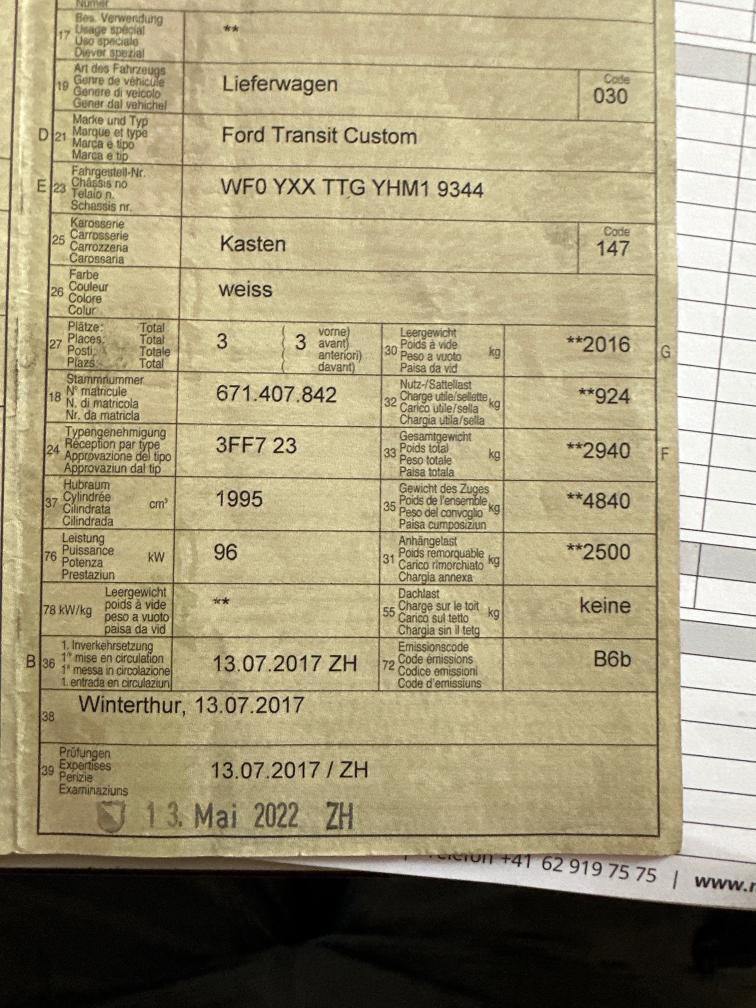 Numer
17 Bes. Verwendung
Usage spécial
Uso speciale
Diever spezial
**
19 Art des Fahrzeugs
Genre de véhicule
Genere di veicolo
Gener dal vehichel
Lieferwagen
Code
030
D 21 Marke und Typ
Marque et type
Marca e tipo
Marca e tip
Ford Transit Custom
E 23 Fahrgestell-Nr.
Châssis no
Telaio n.
Schassis nr.
WF0 YXX TTG YHM1 9344
25 Karosserie
Carrosserie
Carrozzeria
Carossaria
Kasten
Code
147
26 Farbe
Couleur
Colore
Colur
weiss
27 Plätze: Total
Places: Total
Posti: Totale
Plazs: Total
3 ( 3 vorne)
( avant)
( anteriori)
( davant)
30 Leergewicht
Poids à vide
Peso a vuoto
Paisa da vid
kg
**2016 G
18 Stammnummer
N° matricule
N. di matricola
Nr. da matricla
671.407.842
32 Nutz-/Sattellast
Charge utile/sellette
Carico utile/sella
Chargia utila/sella
kg
**924
24 Typengenehmigung
Réception par type
Approvazione del tipo
Approvaziun dal tip
3FF7 23
33 Gesamtgewicht
Poids total
Peso totale
Paisa totala
kg
**2940 F
37 Hubraum
Cylindrée
Cilindrata
Cilindrada
cm³
1995
35 Gewicht des Zuges
Poids de l'ensemble
Peso del convoglio
Paisa cumposiziun
kg
**4840
76 Leistung
Puissance
Potenza
Prestaziun
kW
96
31 Anhängelast
Poids remorquable
Carico rimorchiato
Chargia annexa
kg
**2500
78 kW/kg Leergewicht
poids à vide
peso a vuoto
paisa da vid
**
55 Dachlast
Charge sur le toit
Carico sul tetto
Chargia sin il tetg
kg
keine
B 36 1. Inverkehrsetzung
1re mise en circulation
1a messa in circolazione
1. entrada en circulaziun
13.07.2017 ZH
72 Emissionscode
Code émissions
Codice emissioni
Code d'emissiuns
B6b
38 Winterthur, 13.07.2017
39 Prüfungen
Expertises
Perizie
Examinaziuns
13.07.2017 / ZH
13. Mai 2022 ZH
Telefon +41 62 919 75 75 | www.